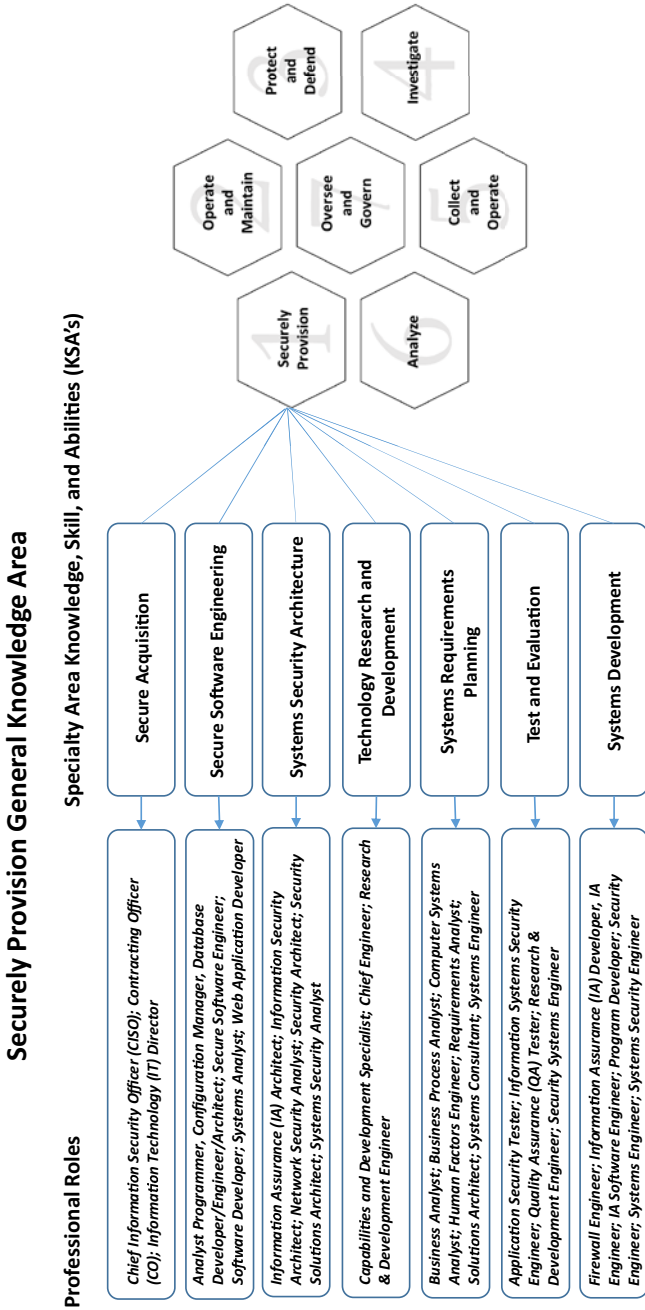 Securely Provision General Knowledge Area
Professional Roles
Specialty Area Knowledge, Skill, and Abilities (KSA's)
Chief Information Security Officer (CISO); Contracting Officer
(CO); Information Technology (IT) Director
Secure Acquisition
Analyst Programmer, Configuration Manager, Database
Developer/Engineer/Architect; Secure Software Engineer;
Software Developer; Systems Analyst; Web Application Developer
Secure Software Engineering
Information Assurance (IA) Architect; Information Security
Architect; Network Security Analyst; Security Architect; Security
Solutions Architect; Systems Security Analyst
Systems Security Architecture
Capabilities and Development Specialist; Chief Engineer; Research
& Development Engineer
Technology Research and
Development
Business Analyst; Business Process Analyst; Computer Systems
Analyst; Human Factors Engineer; Requirements Analyst;
Solutions Architect; Systems Consultant; Systems Engineer
Systems Requirements
Planning
Application Security Tester; Information Systems Security
Engineer; Quality Assurance (QA) Tester; Research &
Development Engineer; Security Systems Engineer
Test and Evaluation
Firewall Engineer; Information Assurance (IA) Developer, IA
Engineer; IA Software Engineer; Program Developer; Security
Engineer; Systems Engineer; Systems Security Engineer
Systems Development
1
Securely
Provision
2
Operate
and
Maintain
3
Protect
and
Defend
4
Investigate
5
Collect
and
Operate
6
Analyze
7
Oversee
and
Govern